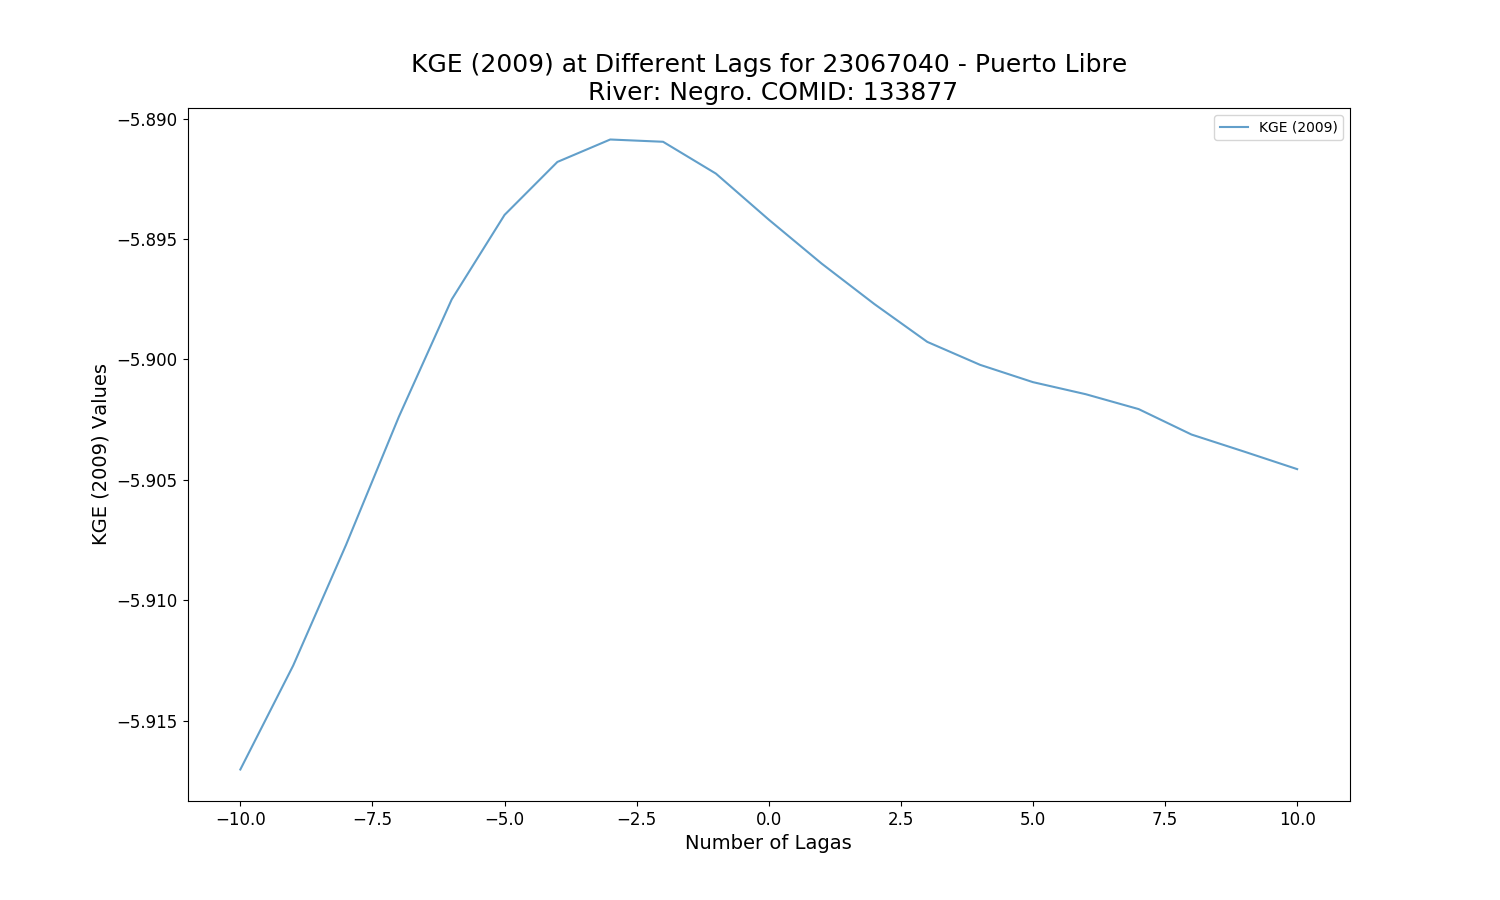 KGE (2009) at Different Lags for 23067040 - Puerto Libre
River: Negro. COMID: 133877
KGE (2009)
−5.890
−5.895
−5.900
−5.905
−5.910
−5.915
KGE (2009) Values
−10.0 −7.5 −5.0 −2.5 0.0 2.5 5.0 7.5 10.0
Number of Lagas